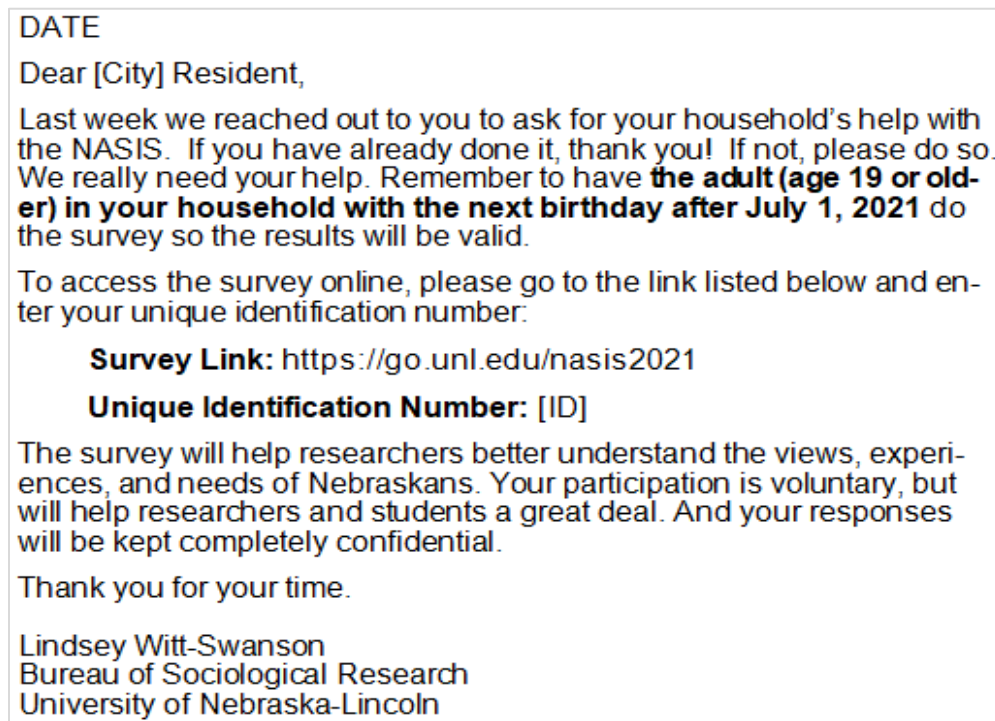 DATE
Dear [City] Resident,
Last week we reached out to you to ask for your household’s help with
the NASIS.  If you have already done it, thank you!  If not, please do so.
We really need your help. Remember to have the adult (age 19 or old-
er) in your household with the next birthday after July 1, 2021 do
the survey so the results will be valid.
To access the survey online, please go to the link listed below and en-
ter your unique identification number:
Survey Link: https://go.unl.edu/nasis2021
Unique Identification Number: [ID]
The survey will help researchers better understand the views, experi-
ences, and needs of Nebraskans. Your participation is voluntary, but
will help researchers and students a great deal. And your responses
will be kept completely confidential.
Thank you for your time.
Lindsey Witt-Swanson
Bureau of Sociological Research
University of Nebraska-Lincoln